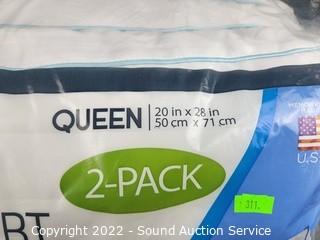 QUEEN
20 in x 28 in
50 cm x 71 cm
2-PACK
311.
U.S
RT
Copyright 2022 - Sound Auction Service